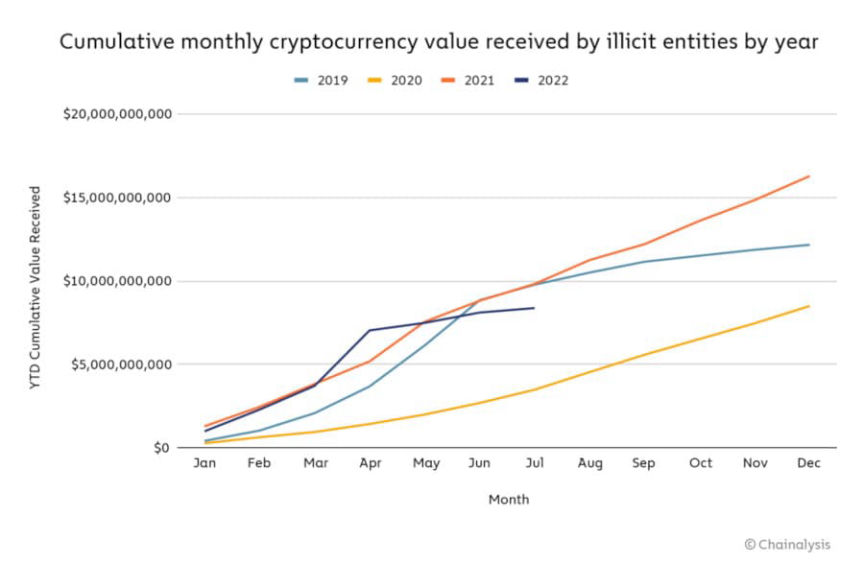 Cumulative monthly cryptocurrency value received by illicit entities by year
2019 2020 2021 2022
$20,000,000,000
$15,000,000,000
$10,000,000,000
$5,000,000,000
$0
YTD Cumulative Value Received
Jan Feb Mar Apr May Jun Jul Aug Sep Oct Nov Dec
Month
© Chainalysis